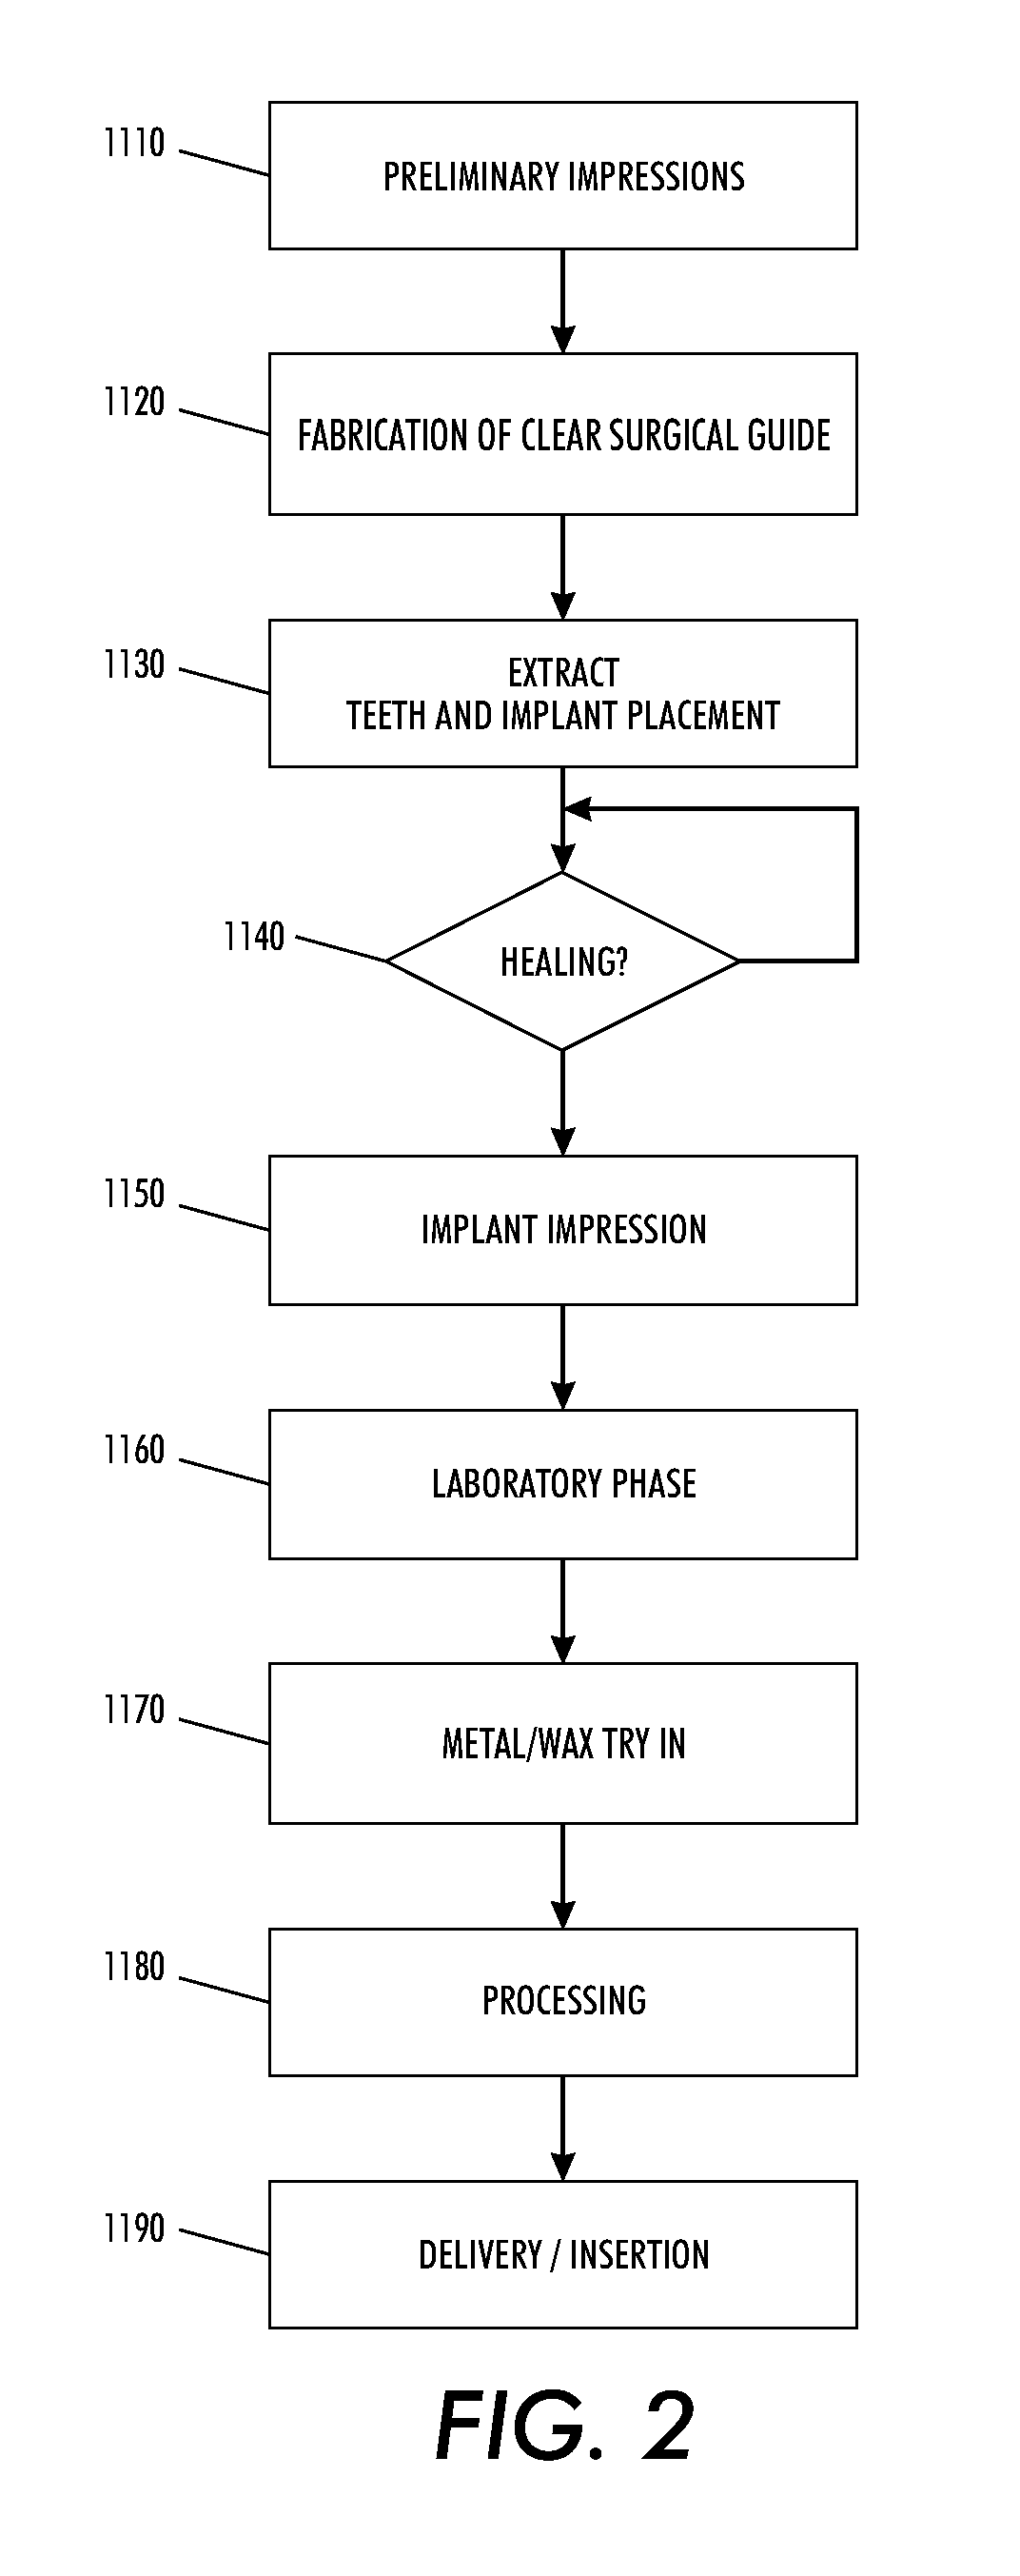 1110
PRELIMINARY IMPRESSIONS
1120
FABRICATION OF CLEAR SURGICAL GUIDE
1130
EXTRACT
TEETH AND IMPLANT PLACEMENT
1140
HEALING?
1150
IMPLANT IMPRESSION
1160
LABORATORY PHASE
1170
METAL/WAX TRY IN
1180
PROCESSING
1190
DELIVERY / INSERTION
FIG. 2